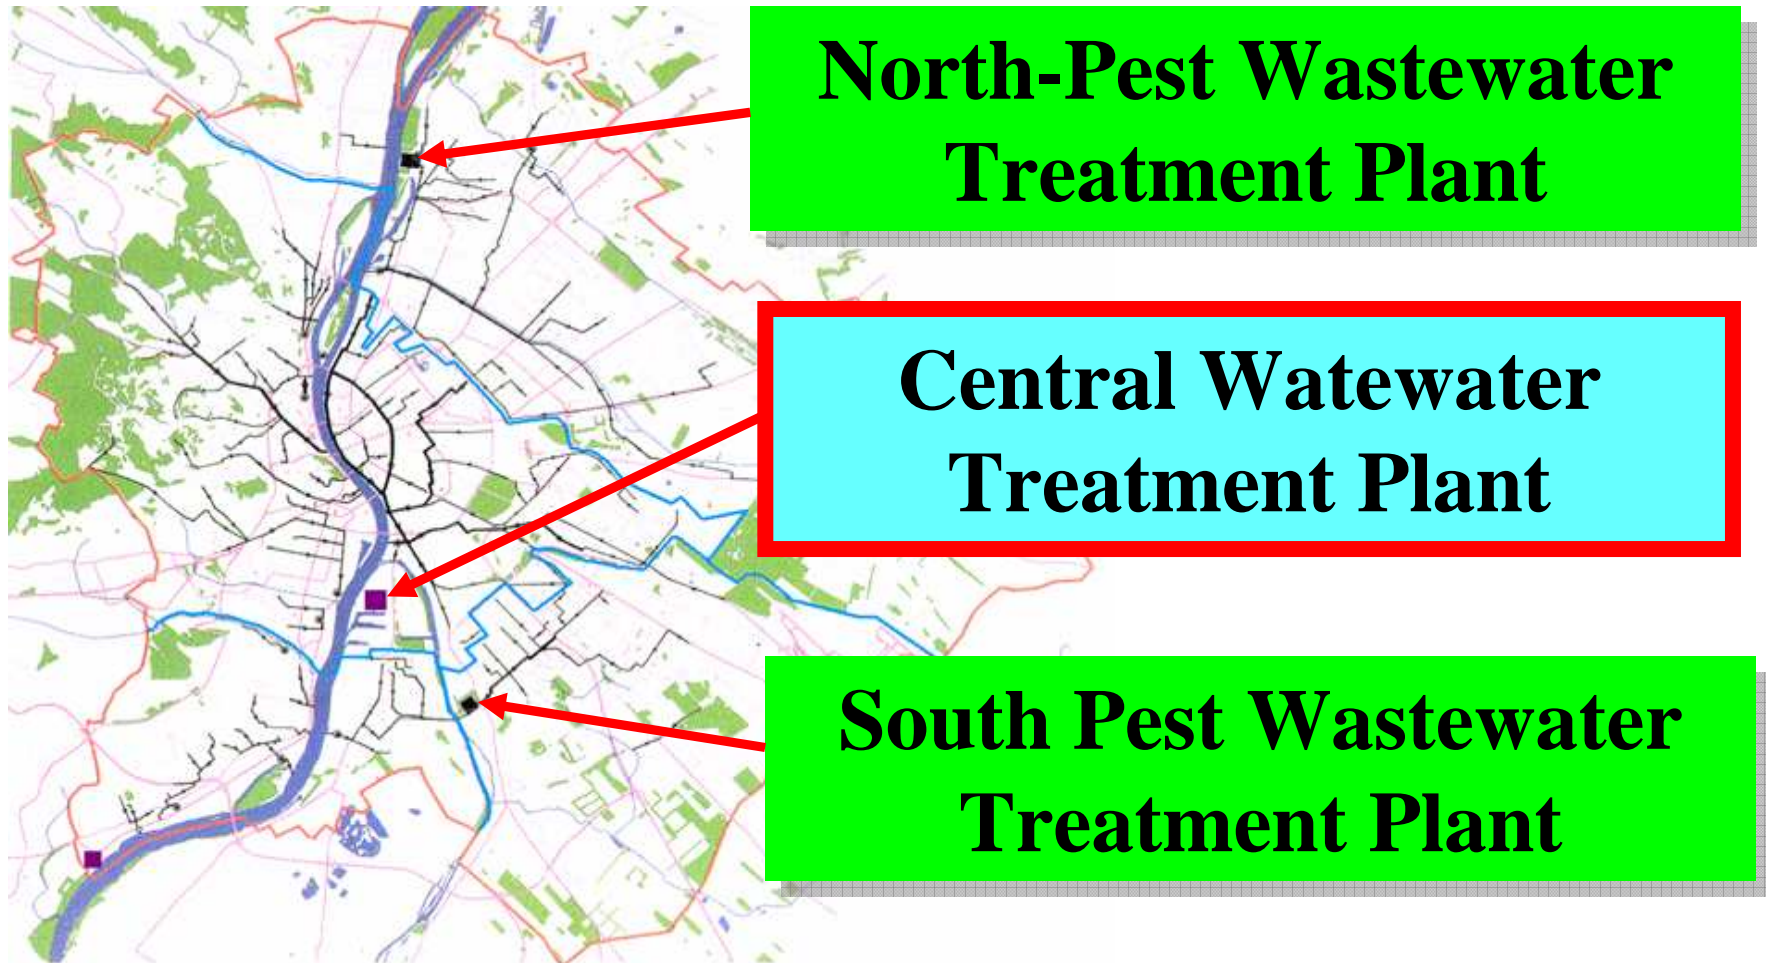 North-Pest Wastewater
Treatment Plant
Central Watewater
Treatment Plant
South Pest Wastewater
Treatment Plant